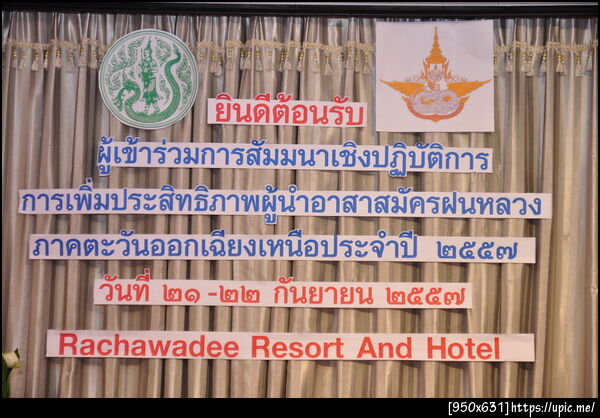 ยินดีต้อนรับ
ผู้เข้าร่วมการสัมมนาเชิงปฏิบัติการ
การเพิ่มประสิทธิภาพผู้นำอาสาสมัครฝนหลวง
ภาคตะวันออกเฉียงเหนือประจำปี ๒๕๕๗
วันที่ ๒๑ -๒๒ กันยายน ๒๕๕๗
Rachawadee Resort And Hotel
[950x631]https://upic.me/